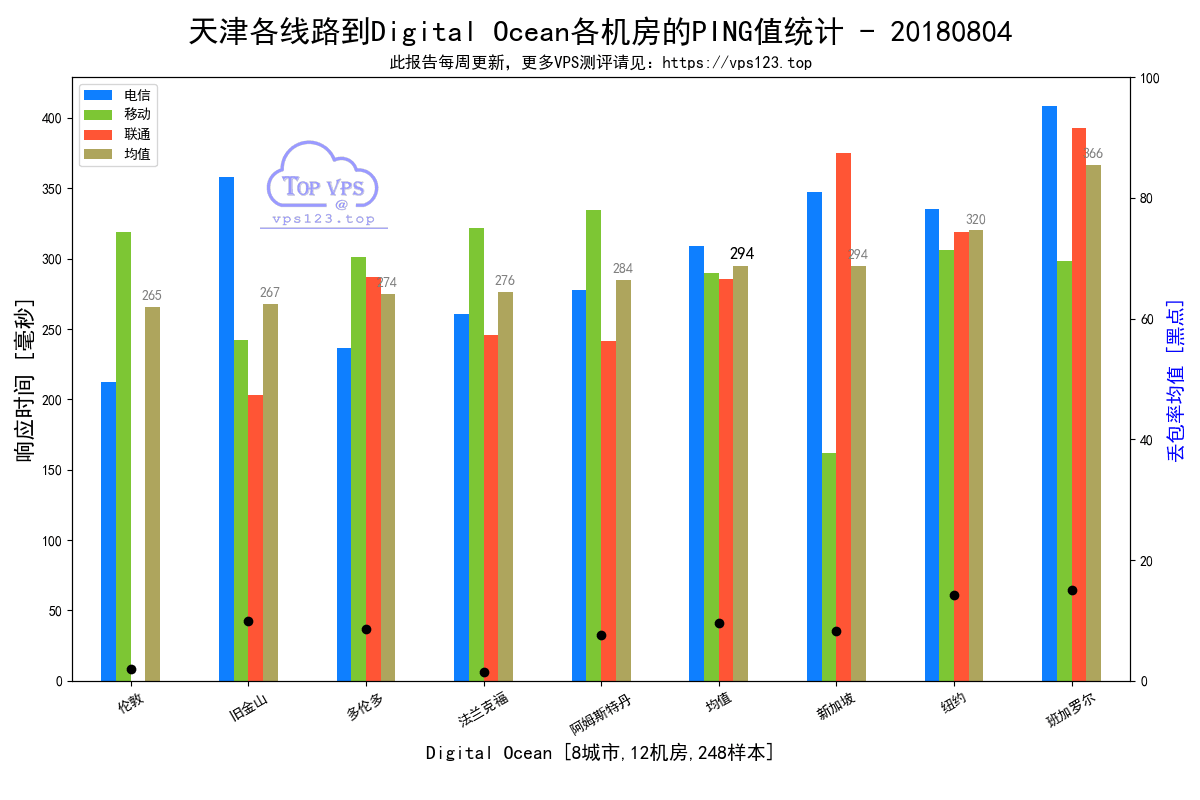 天津各线路到Digital Ocean各机房的PING值统计 - 20180804
此报告每周更新, 更多VPS测评请见: https://vps123.top
电信
移动
联通
均值
TOP VPS
@
vps123.top
响应时间 [毫秒]
400
350
300
250
200
150
100
50
0
265
267
274
276
284
294
294
320
366
100
80
60
40
20
0
丢包率均值 [黑点]
伦敦
旧金山
多伦多
法兰克福
阿姆斯特丹
均值
新加坡
纽约
班加罗尔
Digital Ocean [8城市,12机房,248样本]